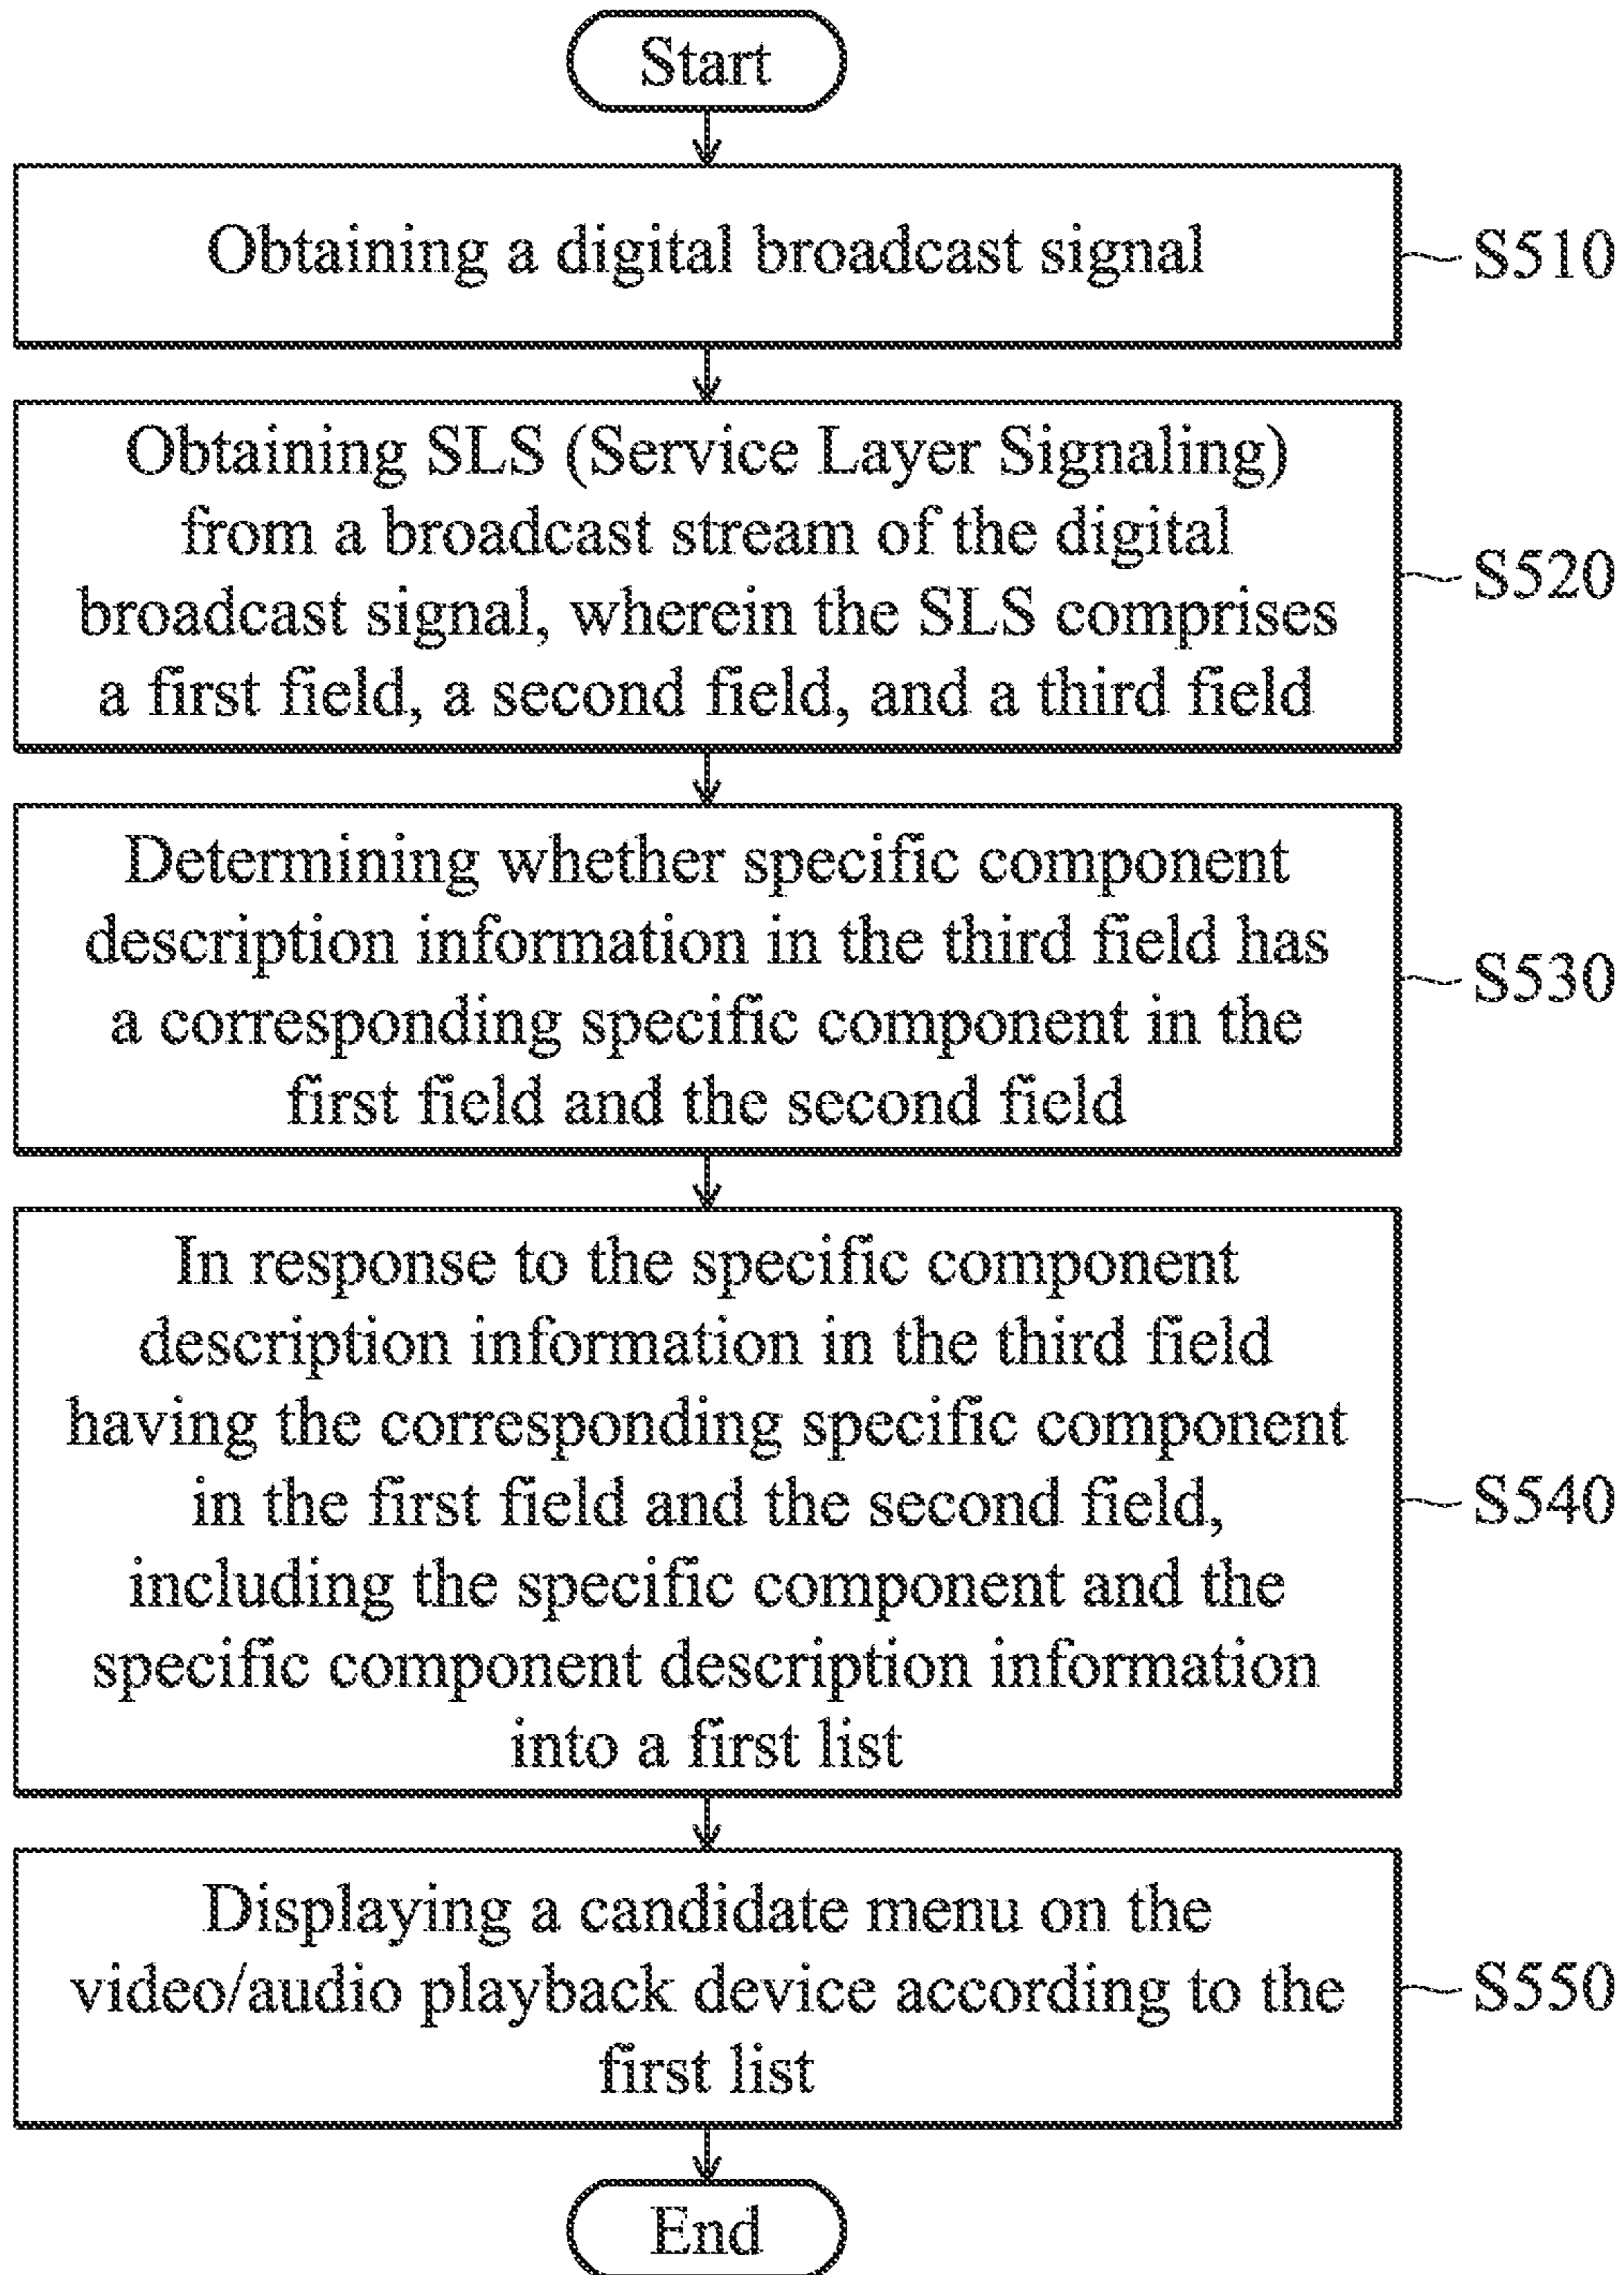 Start
Obtaining a digital broadcast signal
S510
Obtaining SLS (Service Layer Signaling)
from a broadcast stream of the digital
broadcast signal, wherein the SLS comprises
a first field, a second field, and a third field
S520
Determining whether specific component
description information in the third field has
a corresponding specific component in the
first field and the second field
S530
In response to the specific component
description information in the third field
having the corresponding specific component
in the first field and the second field,
including the specific component and the
specific component description information
into a first list
S540
Displaying a candidate menu on the
video/audio playback device according to the
first list
S550
End